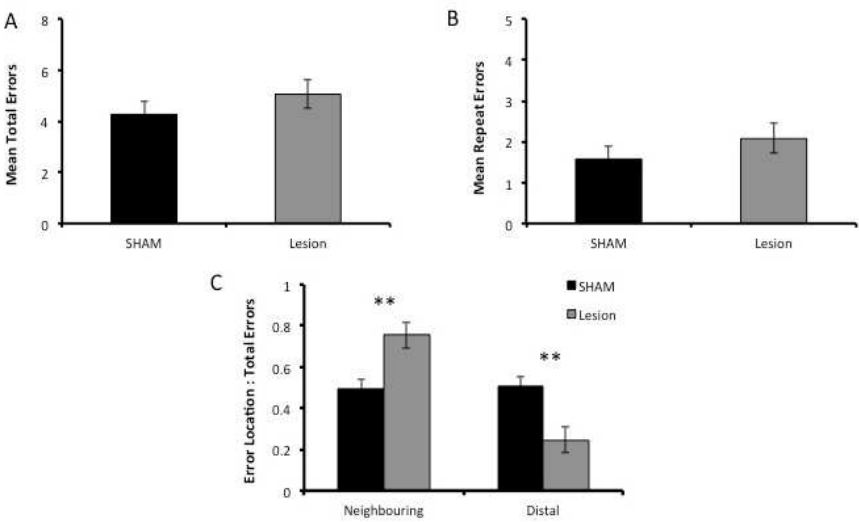 A
Mean Total Errors
8
6
4
2
0
SHAM Lesion
B
Mean Repeat Errors
5
4
3
2
1
0
SHAM Lesion
C
Error Location : Total Errors
1
0.8
0.6
0.4
0.2
0
** **
SHAM
Lesion
Neighbouring Distal